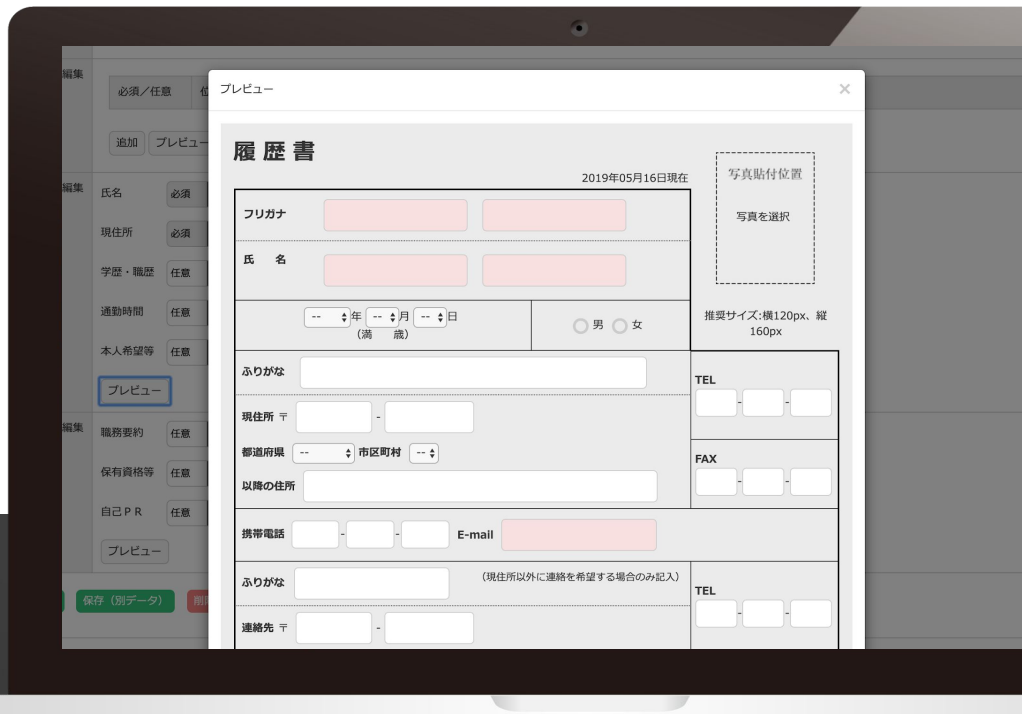 編集
必須／任意
追加 プレビュー
編集
氏名 必須
現住所 必須
学歴・職歴 任意
通勤時間 任意
本人希望等 任意
プレビュー
編集
職務要約 任意
保有資格等 任意
自己ＰＲ 任意
プレビュー
保存（別データ）
プレビュー ×
履歴書
2019年05月16日現在
写真貼付位置
写真を選択
推奨サイズ:横120px、縦
160px
フリガナ
氏　名
-- 年 -- 月 -- 日
(満　　歳)
男 女
ふりがな
現住所 〒 -
都道府県 -- 市区町村 --
以降の住所
TEL
- -
FAX
- -
携帯電話 - - E-mail
ふりがな (現住所以外に連絡を希望する場合のみ記入)
連絡先 〒 -
TEL
- -